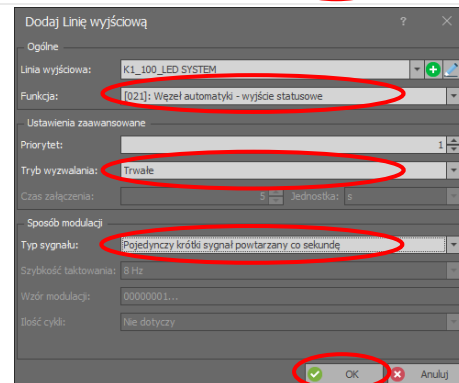 Dodaj Linię wyjściową ?
Ogólne
Linia wyjściowa: K1_100_LED SYSTEM
Funkcja: [021]: Węzeł automatyki - wyjście statusowe
Ustawienia zaawansowane
Priorytet: 1
Tryb wyzwalania: Trwałe
Czas załączenia: 5 Jednostka: s
Sposób modulacji
Typ sygnału: Pojedynczy krótki sygnał powtarzany co sekundę
Szybkość taktowania: 8 Hz
Wzór modulacji: 00000001...
Ilość cykli: Nie dotyczy
OK Anuluj